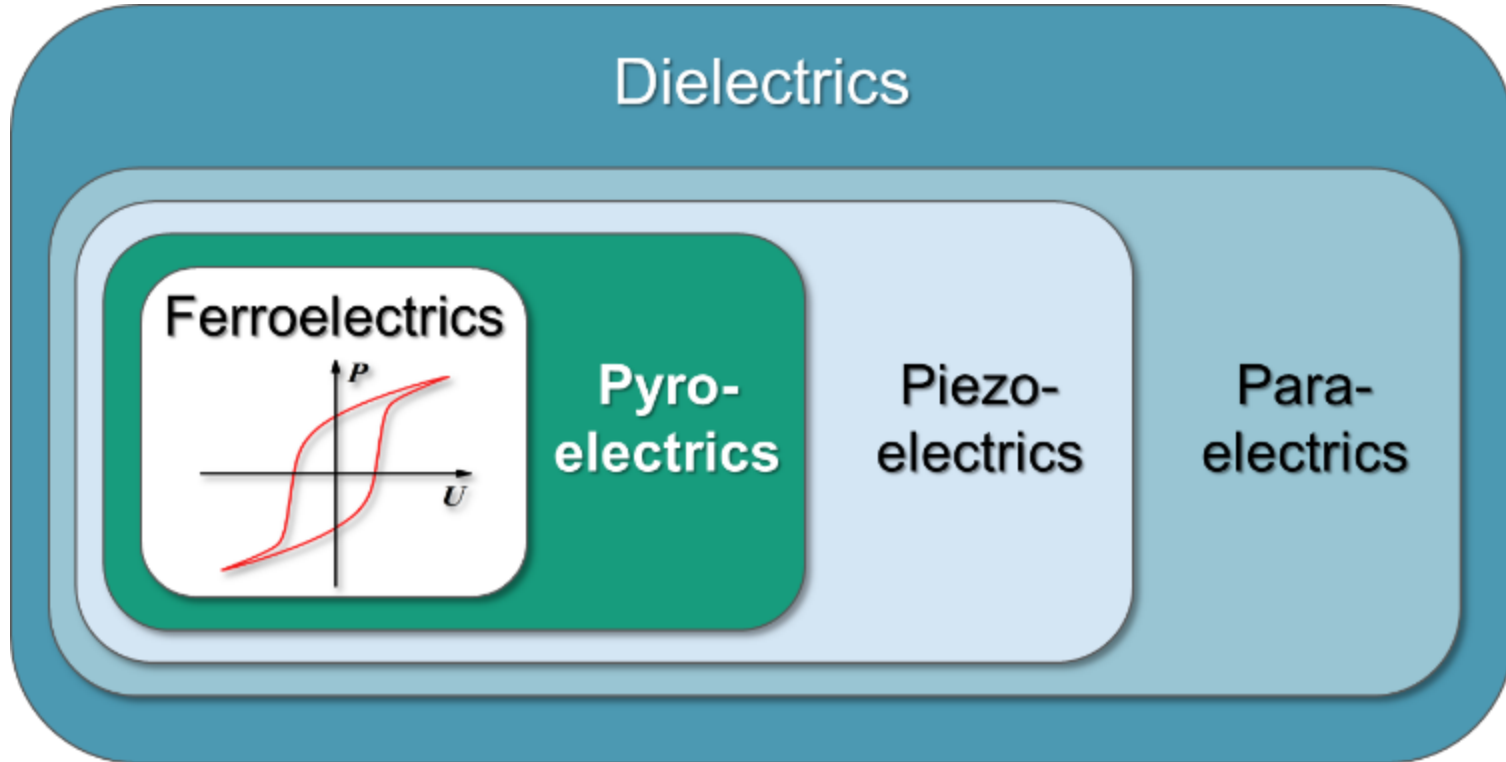 Dielectrics
Ferroelectrics
P
U
Pyro-
electrics
Piezo-
electrics
Para-
electrics